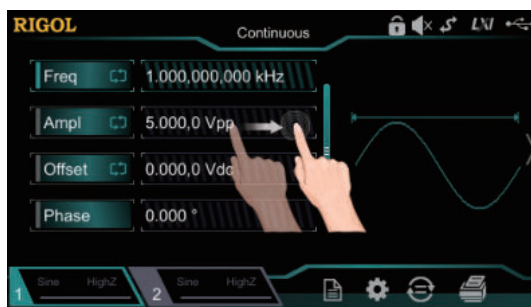 RIGOL
Continuous
LXI
Freq 1.000,000,000 kHz
Ampl 5.000,0 Vpp
Offset 0.000,0 Vdc
Phase 0.000 °
1 Sine HighZ
2 Sine HighZ